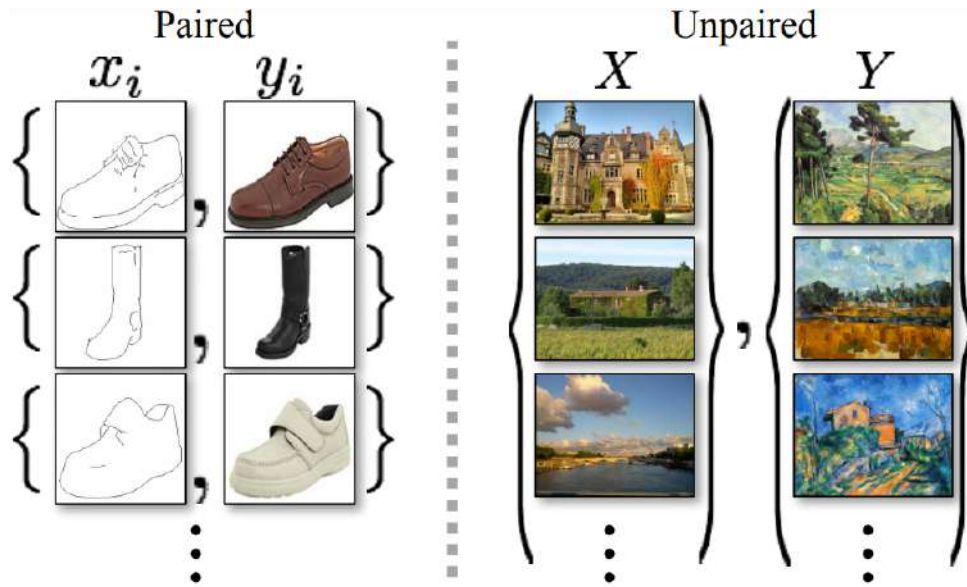 Paired Unpaired
x_i y_i X Y
{ , } ( , )
{ , }
{ , }